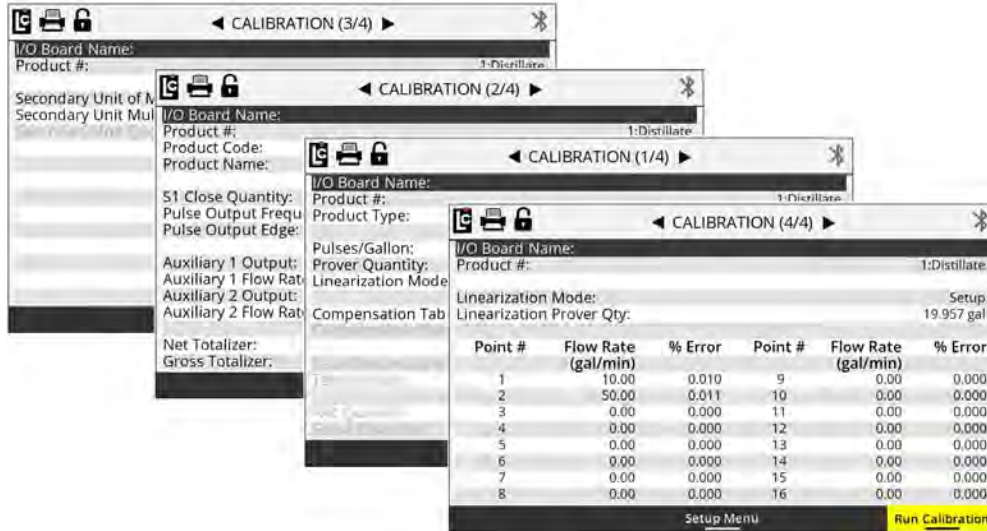 CALIBRATION (3/4)
I/O Board Name:
Product #: 1:Distillate
Secondary Unit of M
Secondary Unit Mul
CALIBRATION (2/4)
I/O Board Name:
Product #: 1:Distillate
Product Code:
Product Name:
S1 Close Quantity:
Pulse Output Frequ
Pulse Output Edge:
Auxiliary 1 Output:
Auxiliary 1 Flow Rat
Auxiliary 2 Output:
Auxiliary 2 Flow Rat
Net Totalizer:
Gross Totalizer:
CALIBRATION (1/4)
I/O Board Name:
Product #: 1:Distillate
Product Type:
Pulses/Gallon:
Prover Quantity:
Linearization Mode
Compensation Tab
CALIBRATION (4/4)
I/O Board Name:
Product #: 1:Distillate
Linearization Mode: Setup
Linearization Prover Qty: 19.957 gal
Point # Flow Rate % Error Point # Flow Rate % Error
(gal/min) (gal/min)
1 10.00 0.010 9 0.00 0.000
2 50.00 0.011 10 0.00 0.000
3 0.00 0.000 11 0.00 0.000
4 0.00 0.000 12 0.00 0.000
5 0.00 0.000 13 0.00 0.000
6 0.00 0.000 14 0.00 0.000
7 0.00 0.000 15 0.00 0.000
8 0.00 0.000 16 0.00 0.000
Setup Menu Run Calibration